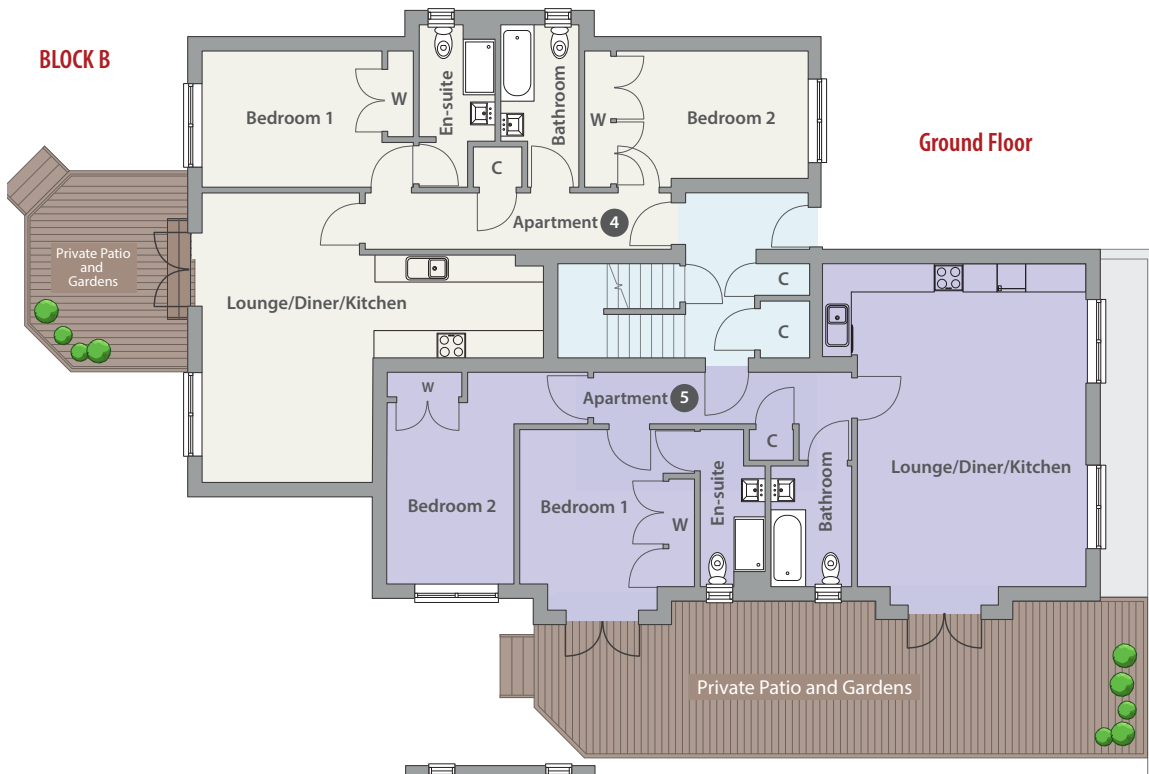 BLOCK B
Ground Floor
Bedroom 1
W
En-suite
Bathroom
W
Bedroom 2
C
Apartment 4
Private Patio
and
Gardens
Lounge/Diner/Kitchen
C
C
W
Apartment 5
C
Bedroom 2
Bedroom 1
W
En-suite
Bathroom
Lounge/Diner/Kitchen
Private Patio and Gardens